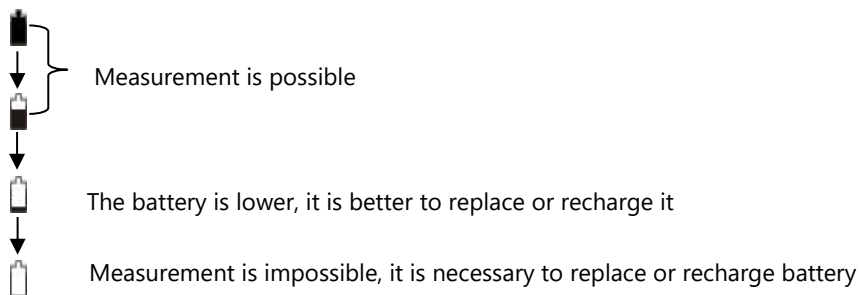 Measurement is possible
The battery is lower, it is better to replace or recharge it
Measurement is impossible, it is necessary to replace or recharge battery